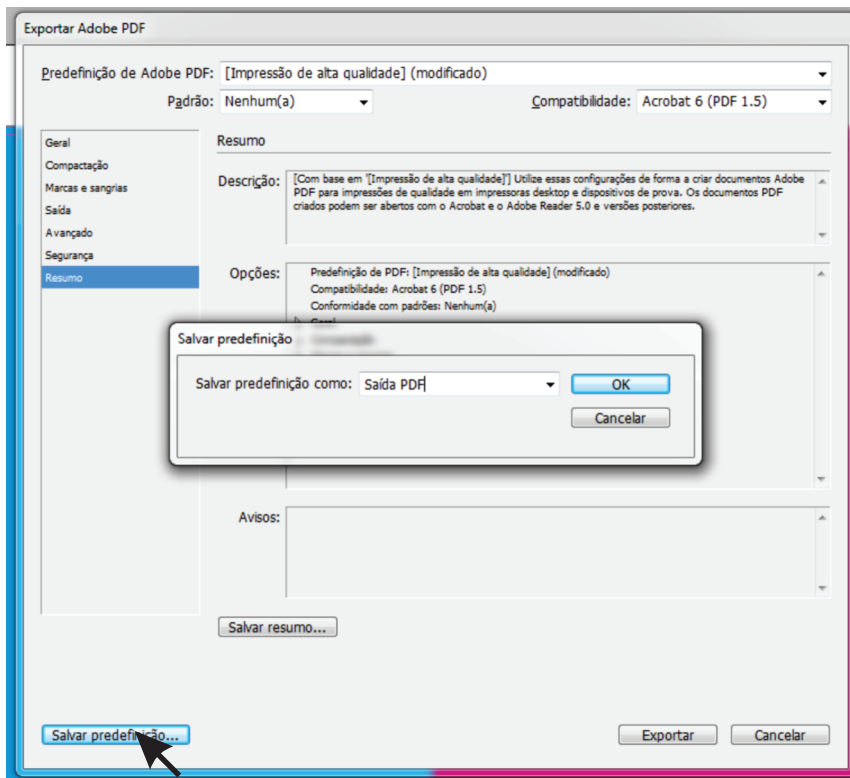 Exportar Adobe PDF
Predefinição de Adobe PDF: [Impressão de alta qualidade] (modificado)
Padrão: Nenhum(a) Compatibilidade: Acrobat 6 (PDF 1.5)
Geral
Compactação
Marcas e sangrias
Saída
Avançado
Segurança
Resumo
Resumo
Descrição: [Com base em '[Impressão de alta qualidade]'] Utilize essas configurações de forma a criar documentos Adobe
PDF para impressões de qualidade em impressoras desktop e dispositivos de prova. Os documentos PDF
criados podem ser abertos com o Acrobat e o Adobe Reader 5.0 e versões posteriores.
Opções: Predefinição de PDF: [Impressão de alta qualidade] (modificado)
Compatibilidade: Acrobat 6 (PDF 1.5)
Conformidade com padrões: Nenhum(a)
Salvar predefinição
Salvar predefinição como: Saída PDF
OK
Cancelar
Avisos:
Salvar resumo...
Salvar predefinição...
Exportar
Cancelar